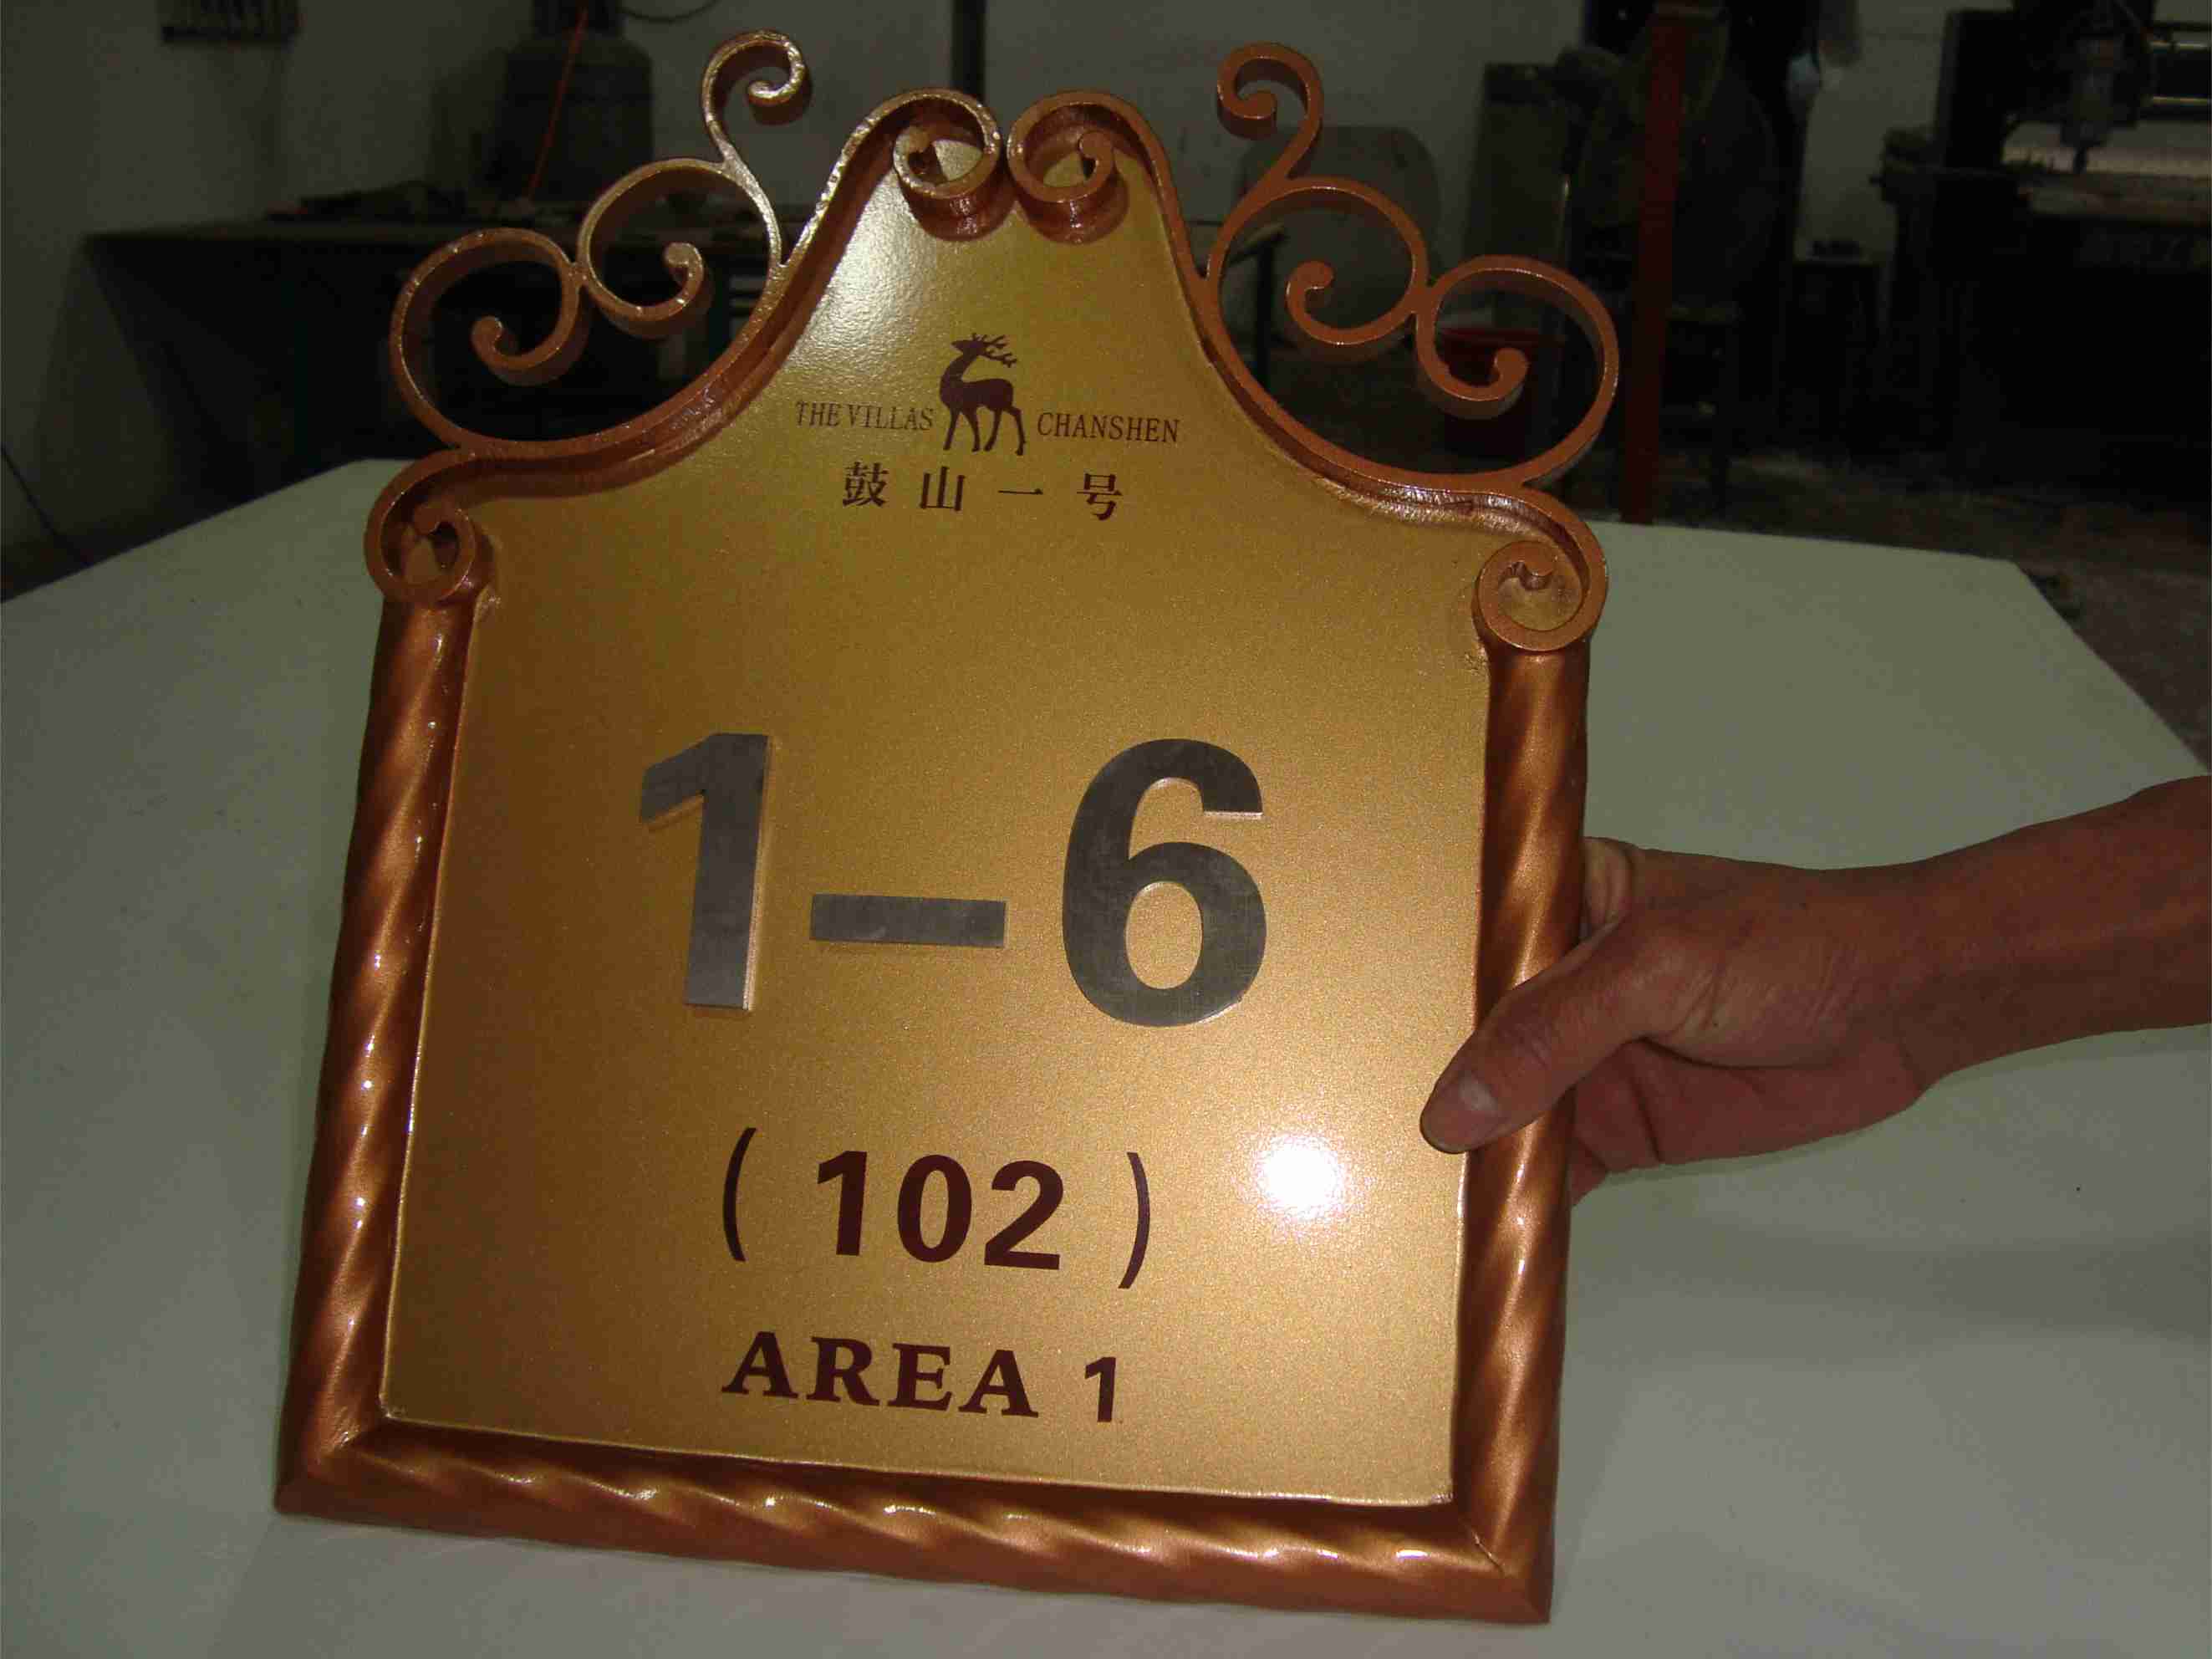 THE VILLAS CHANSHEN
鼓山一号
1-6
(102)
AREA 1